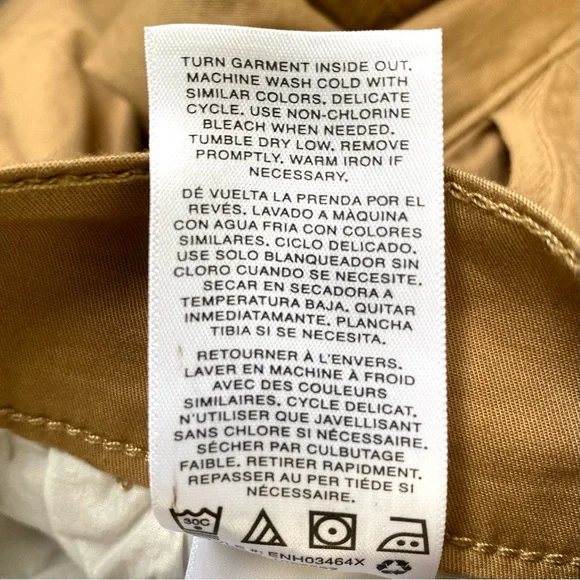 TURN GARMENT INSIDE OUT.
MACHINE WASH COLD WITH
SIMILAR COLORS. DELICATE
CYCLE. USE NON-CHLORINE
BLEACH WHEN NEEDED.
TUMBLE DRY LOW. REMOVE
PROMPTLY. WARM IRON IF
NECESSARY.
DÉ VUELTA LA PRENDA POR EL
REVÉS. LAVADO A MÀQUINA
CON AGUA FRIA CON COLORES
SIMILARES. CICLO DELICADO.
USE SOLO BLANQUEADOR SIN
CLORO CUANDO SE NECESITE.
SECAR EN SECADORA A
TEMPERATURA BAJA. QUITAR
INMEDIATAMENTE. PLANCHA
TIBIA SI SE NECESITA.
RETOURNER À L'ENVERS.
LAVER EN MACHINE À FROID
AVEC DES COULEURS
SIMILAIRES. CYCLE DELICAT.
N'UTILISER QUE JAVELLISANT
SANS CHLORE SI NÉCESSAIRE.
SÉCHER PAR CULBUTAGE
FAIBLE. RETIRER RAPIDMENT.
REPASSER AU PER TIÉDE SI
NÉCESSAIRE.
30C
#: ENH03464X